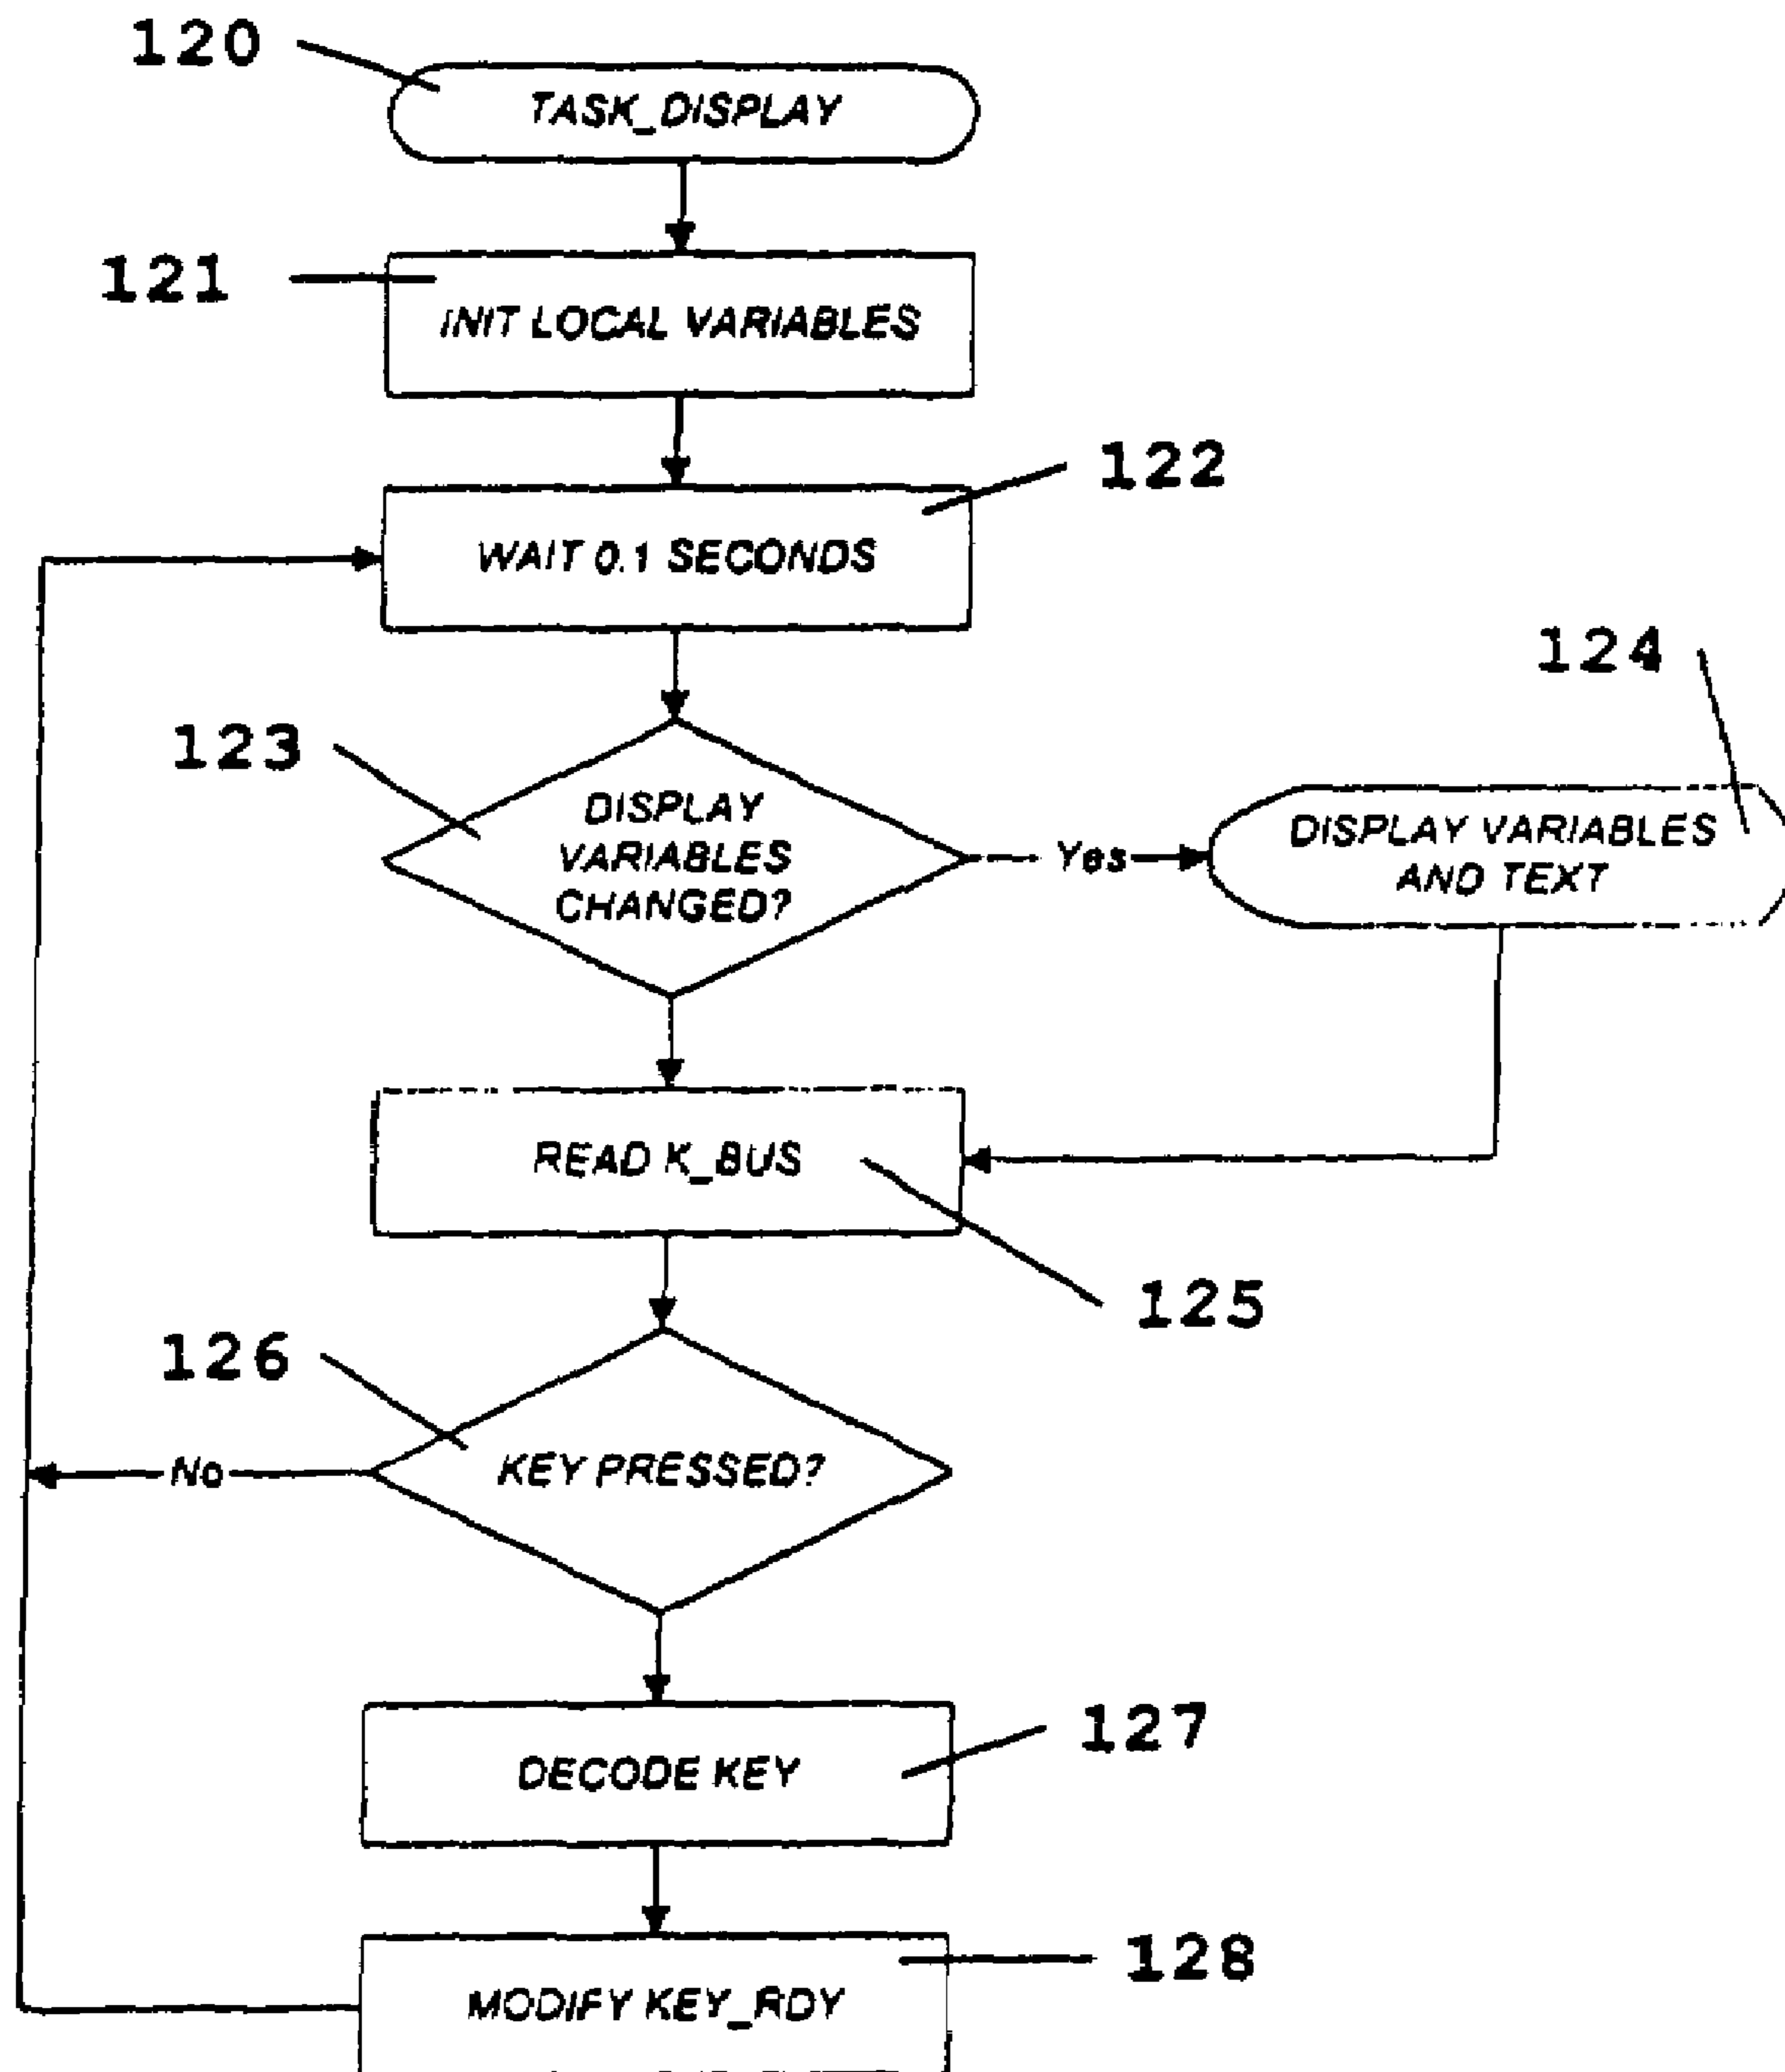 120
TASK_DISPLAY
121
INIT LOCAL VARIABLES
122
WAIT 0.1 SECONDS
124
123
DISPLAY
VARIABLES
CHANGED?
Yes
DISPLAY VARIABLES
AND TEXT
READ K_BUS
125
126
No
KEY PRESSED?
127
DECODE KEY
128
MODIFY KEY_RDY